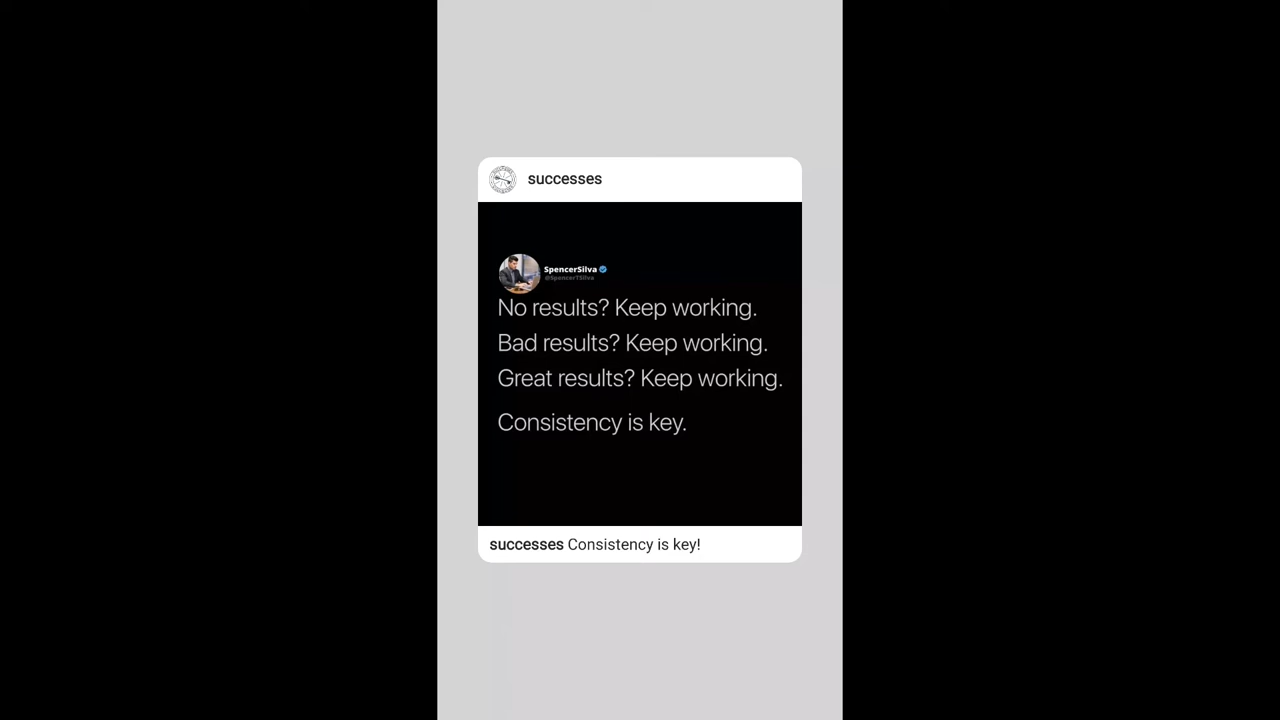 successes
SpencerSilva
@SpencerTSilva
No results? Keep working.
Bad results? Keep working.
Great results? Keep working.
Consistency is key.
successes Consistency is key!